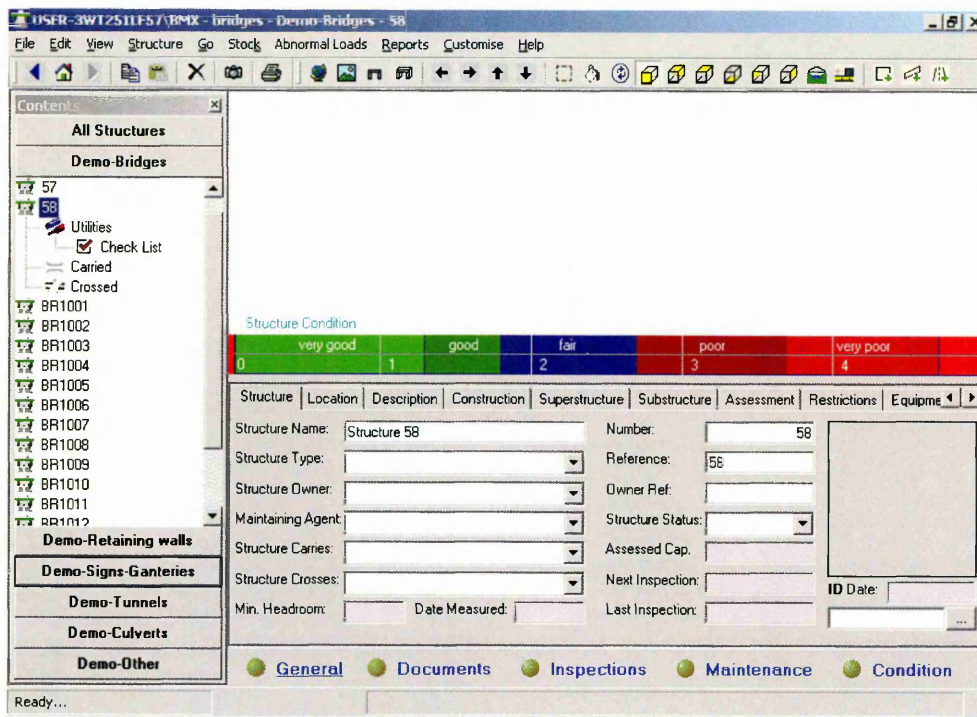 USER-3WT251LF57\BMX - bridges - Demo-Bridges - 58
File Edit View Structure Go Stock Abnormal Loads Reports Customise Help
Contents
All Structures
Demo-Bridges
57
58
Utilities
Check List
Carried
Crossed
BR1001
BR1002
BR1003
BR1004
BR1005
BR1006
BR1007
BR1008
BR1009
BR1010
BR1011
BR1012
Demo-Retaining walls
Demo-Signs-Ganteries
Demo-Tunnels
Demo-Culverts
Demo-Other
Structure Condition
very good good fair poor very poor
0 1 2 3 4
Structure Location Description Construction Superstructure Substructure Assessment Restrictions Equipme
Structure Name: Structure 58 Number: 58
Structure Type: Reference: 58
Structure Owner: Owner Ref:
Maintaining Agent: Structure Status:
Structure Carries: Assessed Cap.
Structure Crosses: Next Inspection: ID Date:
Min. Headroom: Date Measured: Last Inspection: ...
General Documents Inspections Maintenance Condition
Ready...